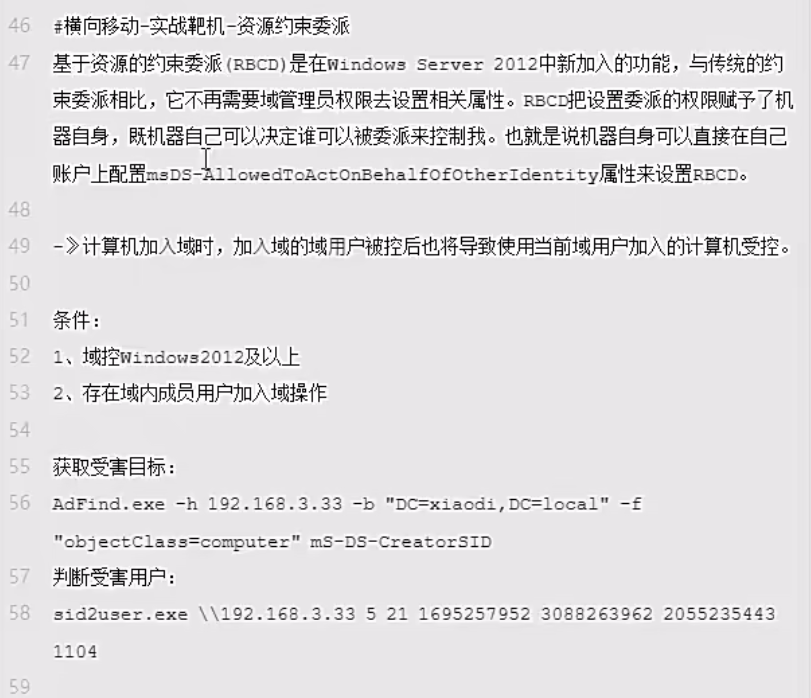 46 #横向移动-实战靶机-资源约束委派
47 基于资源的约束委派(RBCD)是在Windows Server 2012中新加入的功能，与传统的约
束委派相比，它不再需要域管理员权限去设置相关属性。RBCD把设置委派的权限赋予了机
器自身，既机器自己可以决定谁可以被委派来控制我。也就是说机器自身可以直接在自己
账户上配置msDS-AllowedToActOnBehalfOfOtherIdentity属性来设置RBCD。
48
49 -》计算机加入域时，加入域的域用户被控后也将导致使用当前域用户加入的计算机受控。
50
51 条件：
52 1、域控Windows2012及以上
53 2、存在域内成员用户加入域操作
54
55 获取受害目标：
56 AdFind.exe -h 192.168.3.33 -b "DC=xiaodi,DC=local" -f
"objectClass=computer" mS-DS-CreatorSID
57 判断受害用户：
58 sid2user.exe \\192.168.3.33 5 21 1695257952 3088263962 2055235443
1104
59